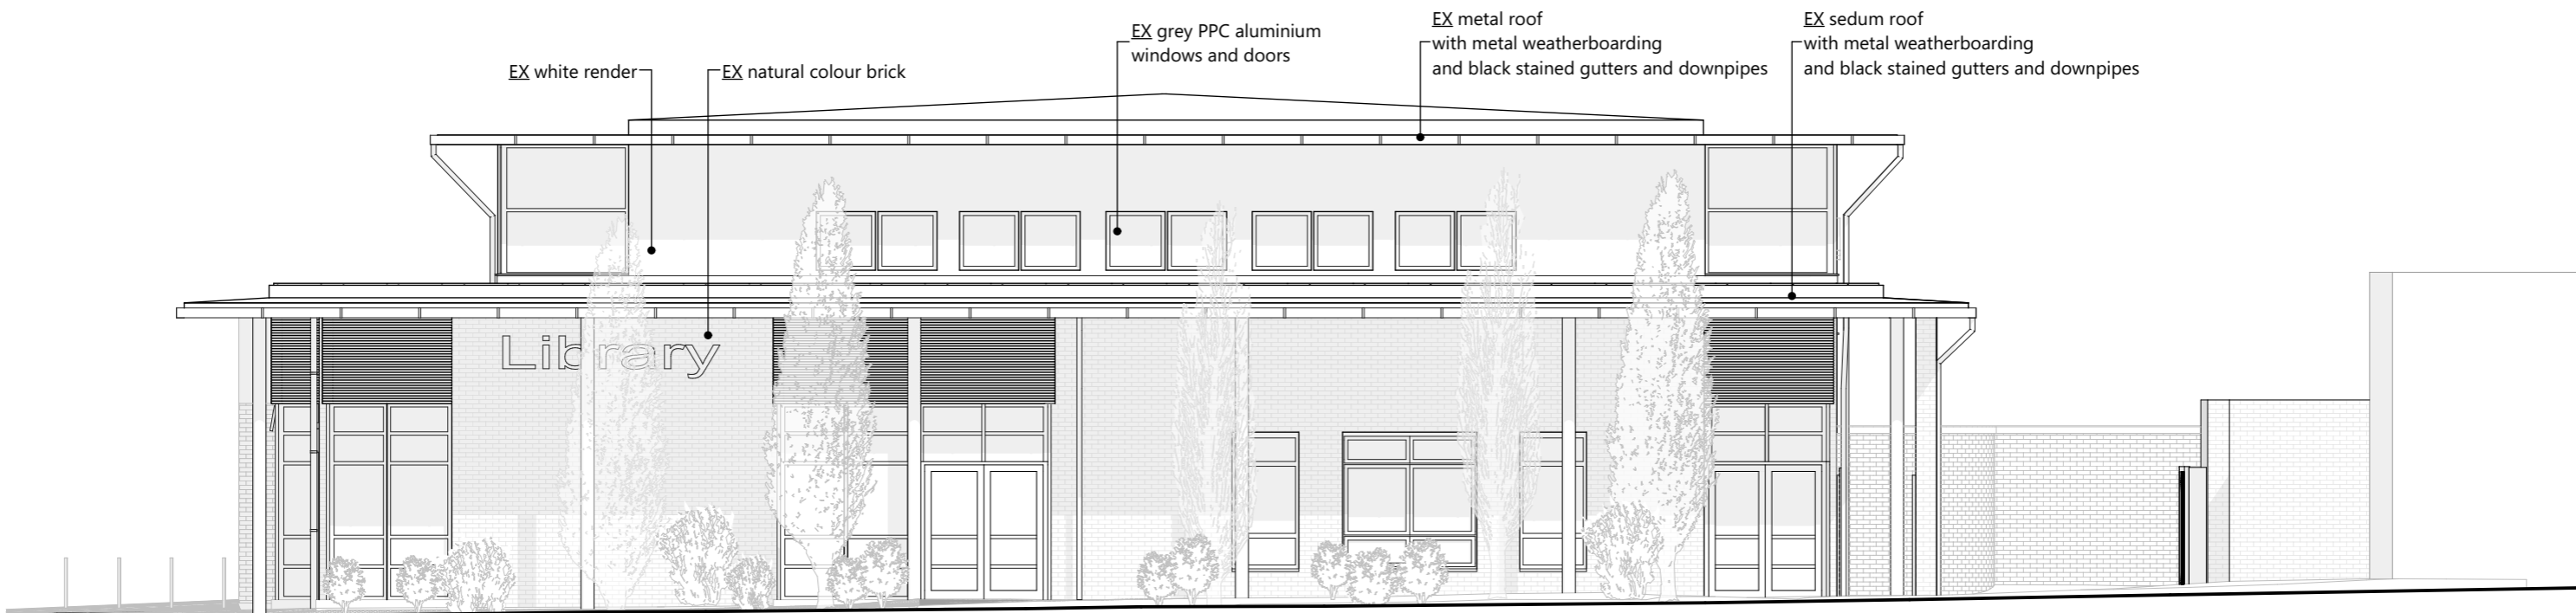 EX white render
EX natural colour brick
EX grey PPC aluminium
windows and doors
EX metal roof
with metal weatherboarding
and black stained gutters and downpipes
EX sedum roof
with metal weatherboarding
and black stained gutters and downpipes
Library